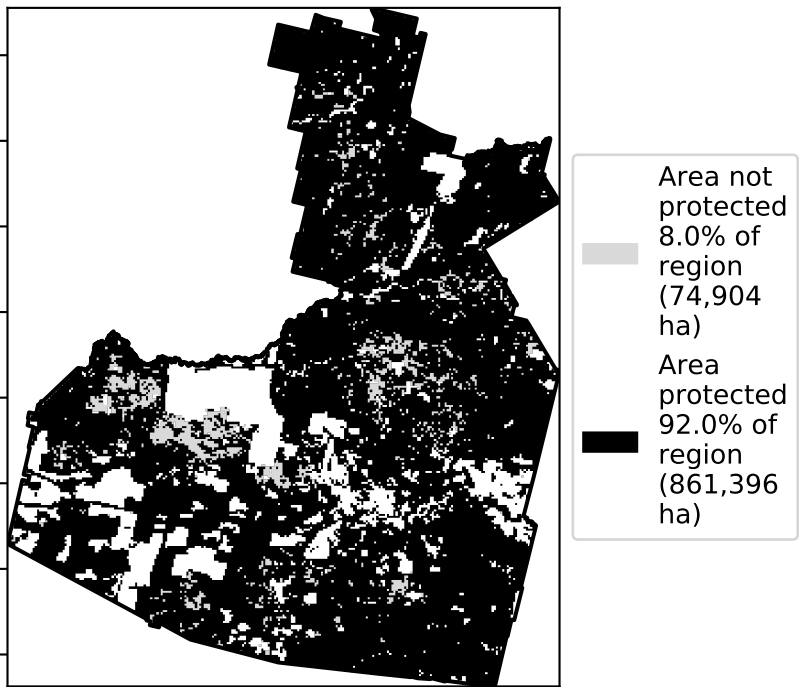 Area not
protected
8.0% of
region
(74,904
ha)
Area
protected
92.0% of
region
(861,396
ha)